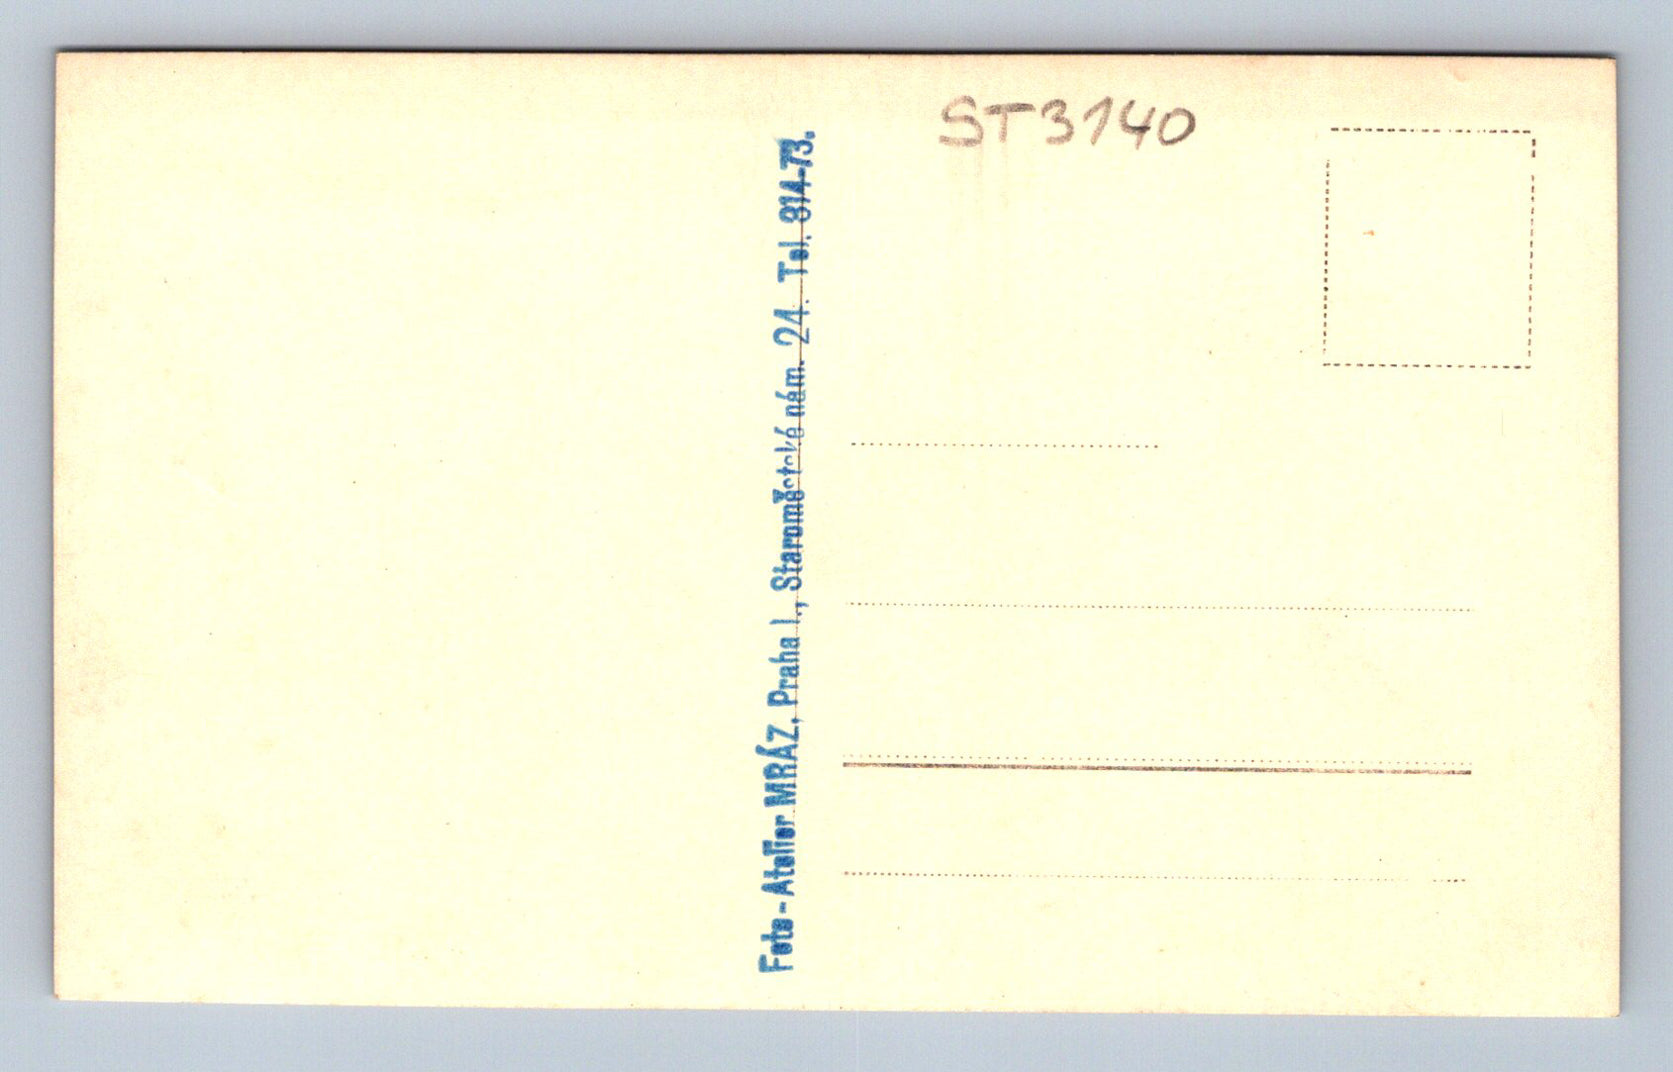 ST3140
Foto-Atelier MRÁZ, Praha I., Staroměstské nám. 24. Tel. 814-73.